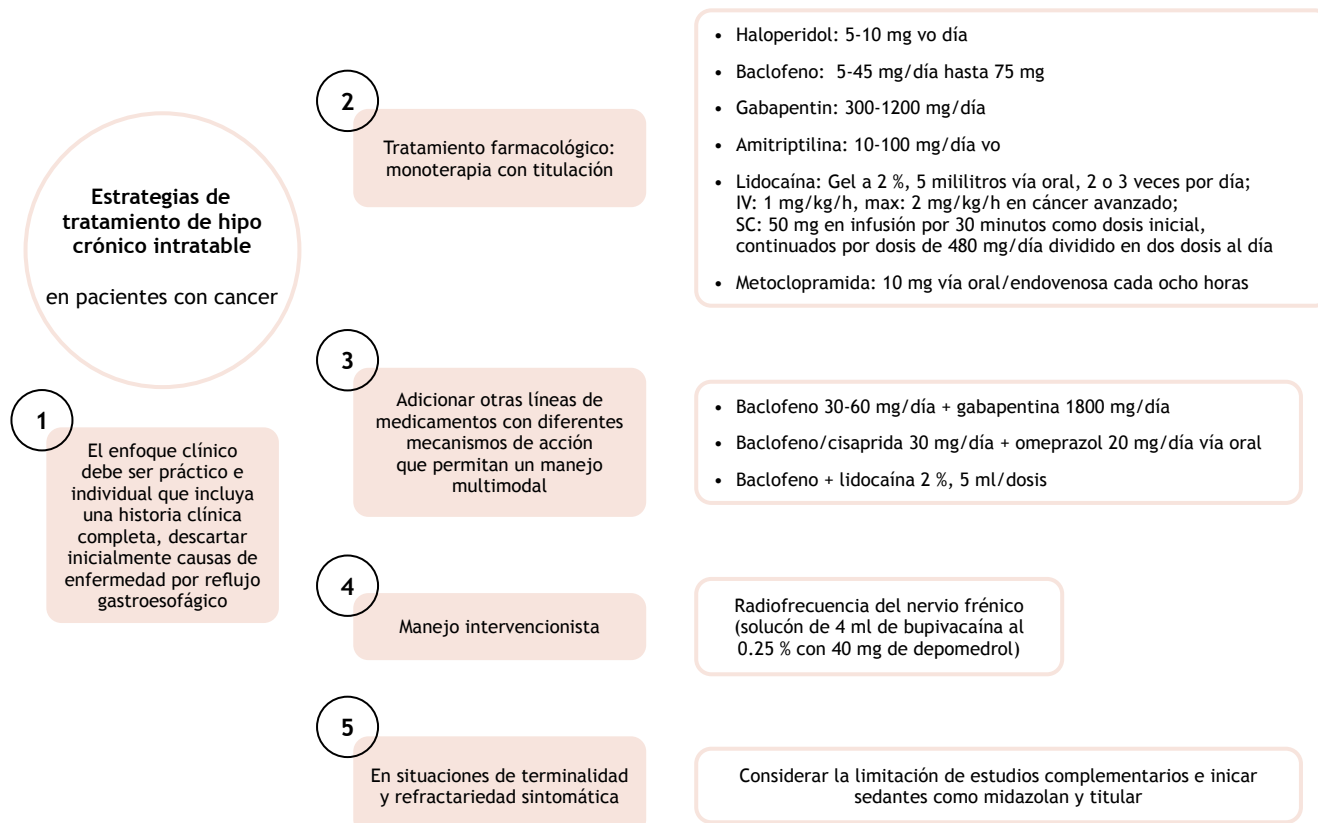 Estrategias de
tratamiento de hipo
crónico intratable
en pacientes con cancer
1
El enfoque clínico
debe ser práctico e
individual que incluya
una historia clínica
completa, descartar
inicialmente causas de
enfermedad por reflujo
gastroesofágico
2
Tratamiento farmacológico:
monoterapia con titulación
• Haloperidol: 5-10 mg vo día
• Baclofeno: 5-45 mg/día hasta 75 mg
• Gabapentin: 300-1200 mg/día
• Amitriptilina: 10-100 mg/día vo
• Lidocaína: Gel a 2 %, 5 mililitros vía oral, 2 o 3 veces por día;
IV: 1 mg/kg/h, max: 2 mg/kg/h en cáncer avanzado;
SC: 50 mg en infusión por 30 minutos como dosis inicial,
continuados por dosis de 480 mg/día dividido en dos dosis al día
• Metoclopramida: 10 mg vía oral/endovenosa cada ocho horas
3
Adicionar otras líneas de
medicamentos con diferentes
mecanismos de acción
que permitan un manejo
multimodal
• Baclofeno 30-60 mg/día + gabapentina 1800 mg/día
• Baclofeno/cisaprida 30 mg/día + omeprazol 20 mg/día vía oral
• Baclofeno + lidocaína 2 %, 5 ml/dosis
4
Manejo intervencionista
Radiofrecuencia del nervio frénico
(solucón de 4 ml de bupivacaína al
0.25 % con 40 mg de depomedrol)
5
En situaciones de terminalidad
y refractariedad sintomática
Considerar la limitación de estudios complementarios e inicar
sedantes como midazolan y titular